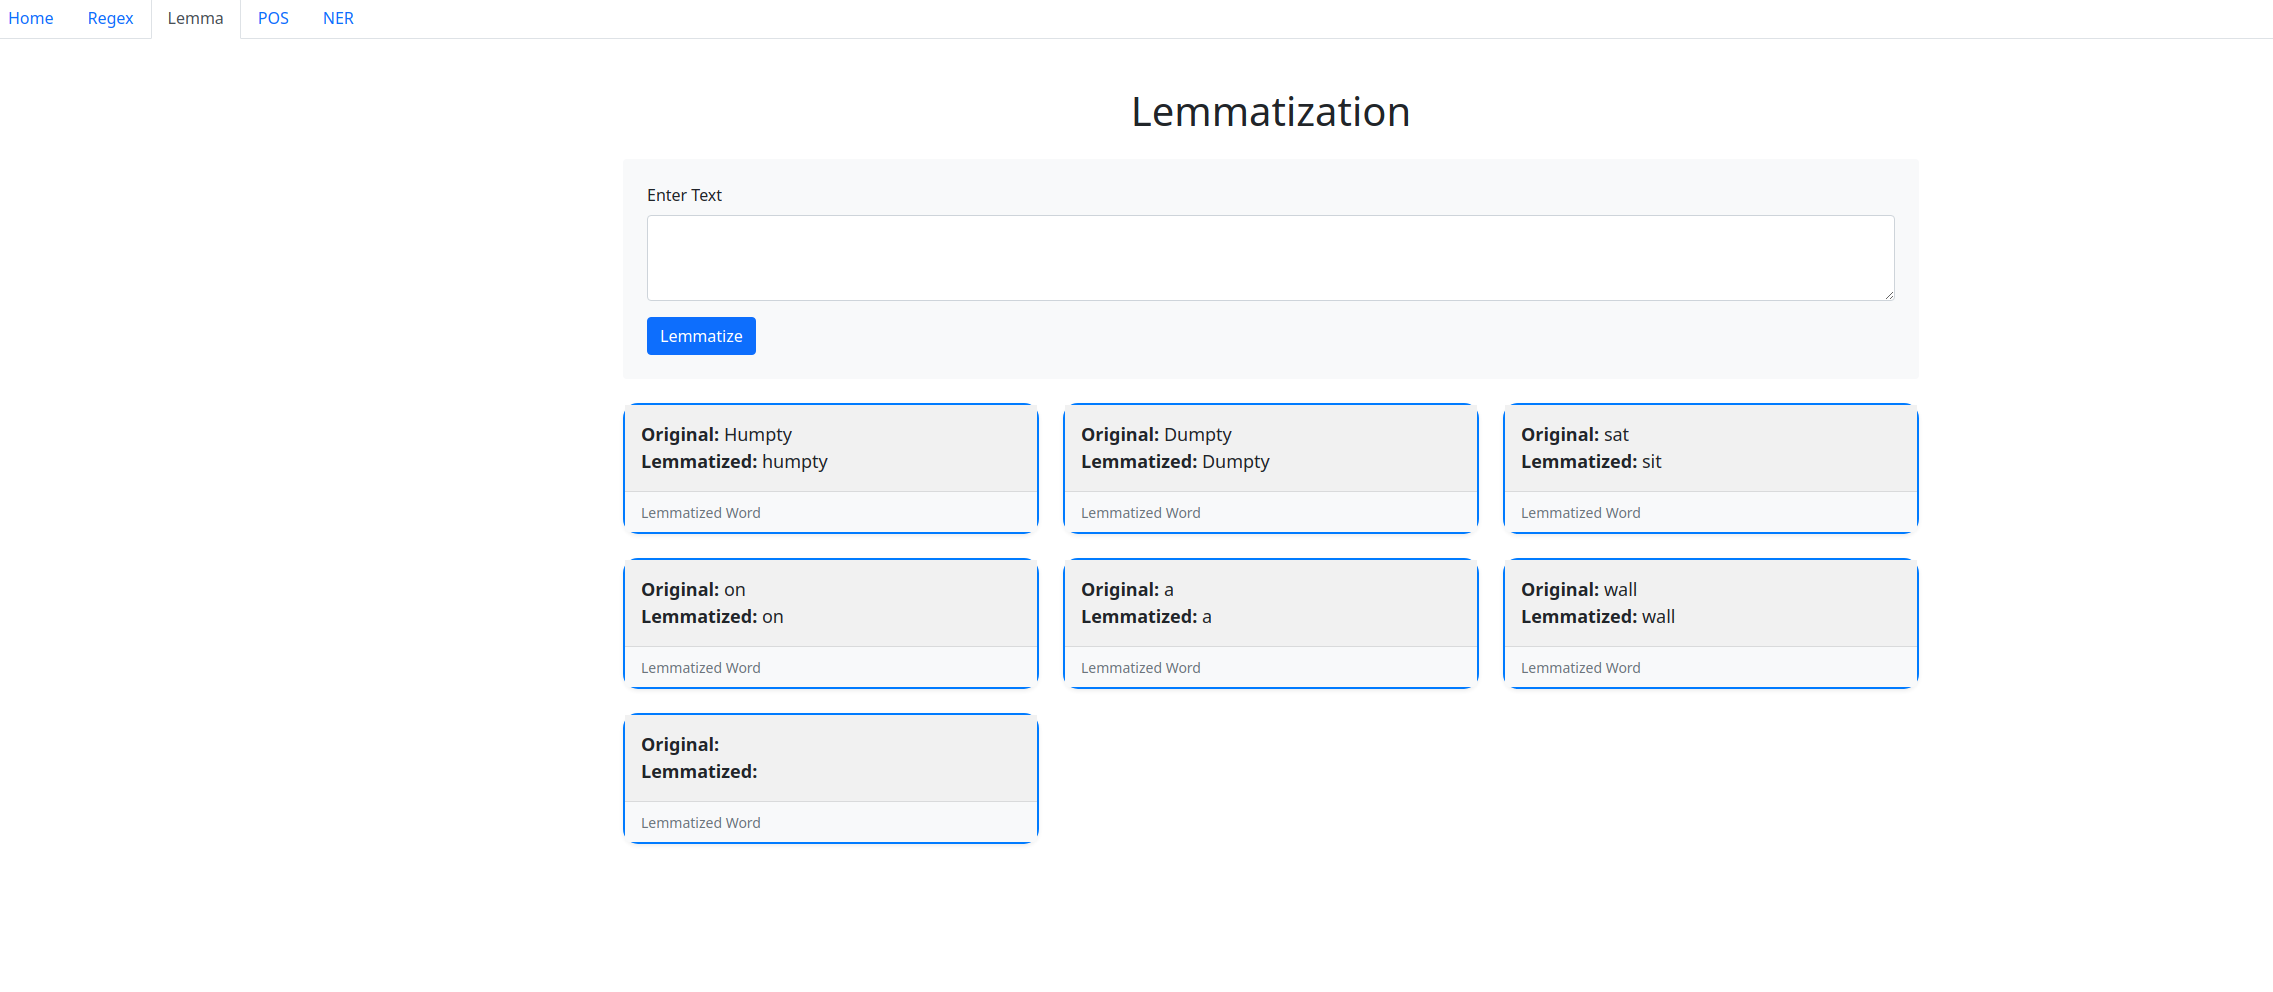 Home Regex Lemma POS NER
Lemmatization
Enter Text
Lemmatize
Original: Humpty
Lemmatized: humpty
Lemmatized Word
Original: Dumpty
Lemmatized: Dumpty
Lemmatized Word
Original: sat
Lemmatized: sit
Lemmatized Word
Original: on
Lemmatized: on
Lemmatized Word
Original: a
Lemmatized: a
Lemmatized Word
Original: wall
Lemmatized: wall
Lemmatized Word
Original:
Lemmatized:
Lemmatized Word